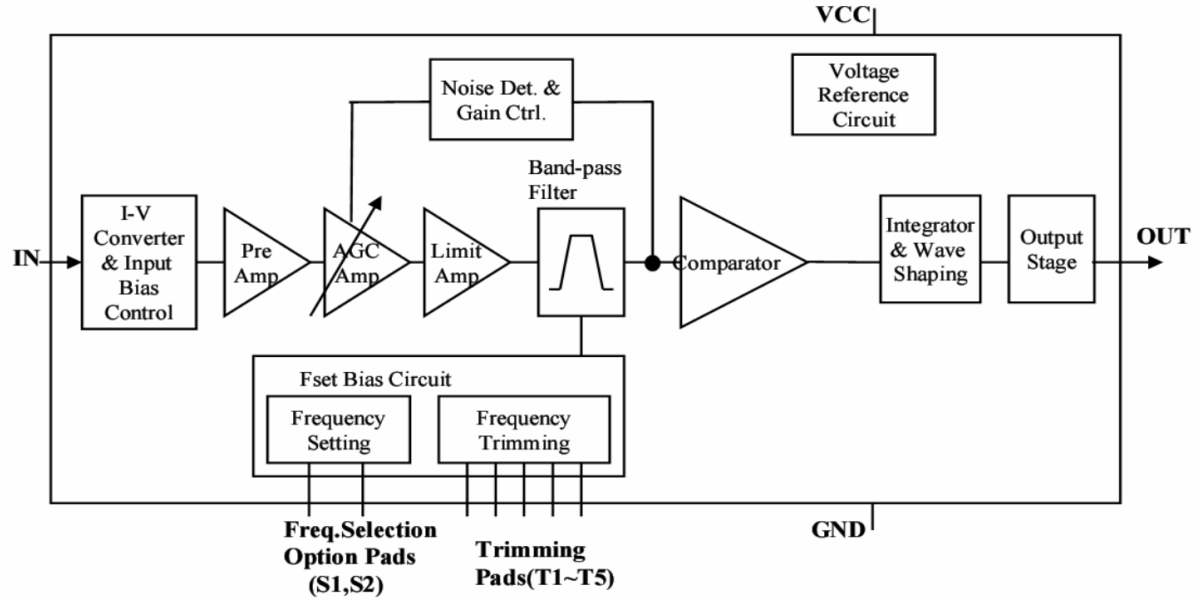 VCC
Noise Det. &
Gain Ctrl.
Voltage
Reference
Circuit
Band-pass
Filter
IN
I-V
Converter
& Input
Bias
Control
Pre
Amp
AGC
Amp
Limit
Amp
Comparator
Integrator
& Wave
Shaping
Output
Stage
OUT
Fset Bias Circuit
Frequency
Setting
Frequency
Trimming
Freq.Selection
Option Pads
(S1,S2)
Trimming
Pads(T1~T5)
GND